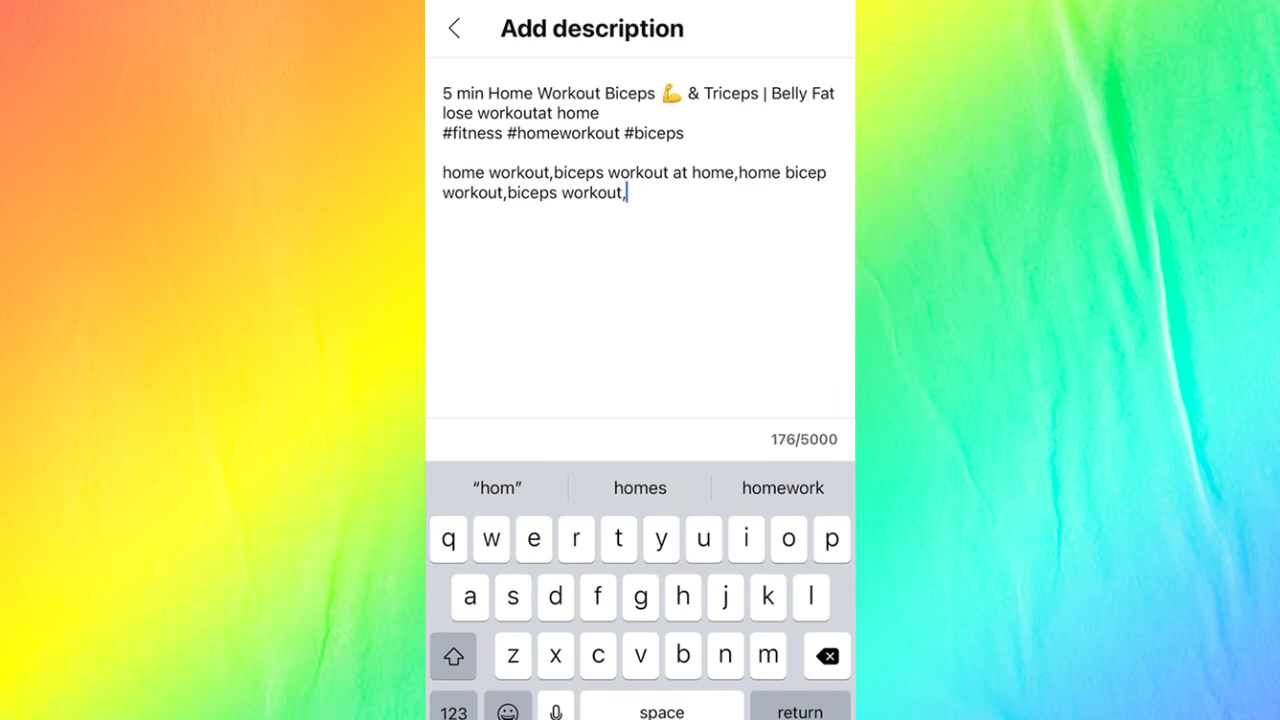 Add description
5 min Home Workout Biceps 💪 & Triceps | Belly Fat
lose workoutat home
#fitness #homeworkout #biceps
home workout,biceps workout at home,home bicep
workout,biceps workout,
176/5000
“hom” homes homework
q w e r t y u i o p
a s d f g h j k l
z x c v b n m
123 space return